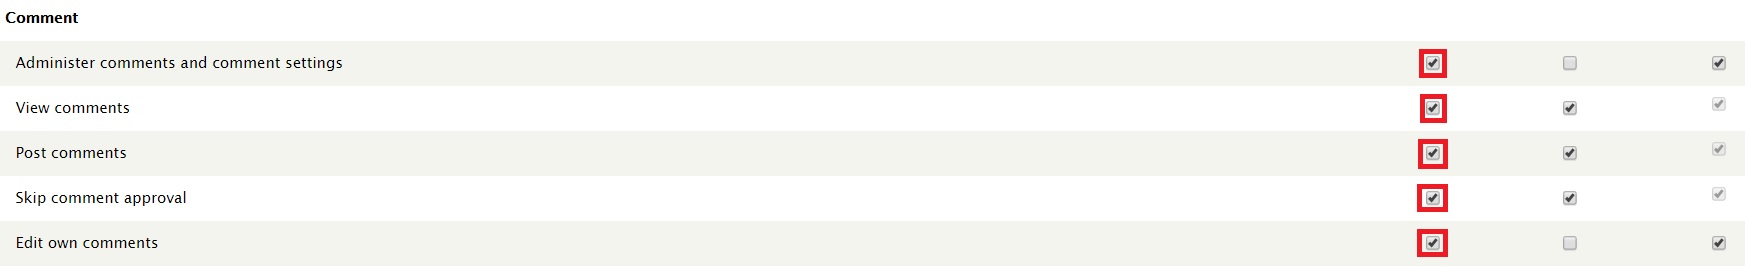 Comment
Administer comments and comment settings
View comments
Post comments
Skip comment approval
Edit own comments